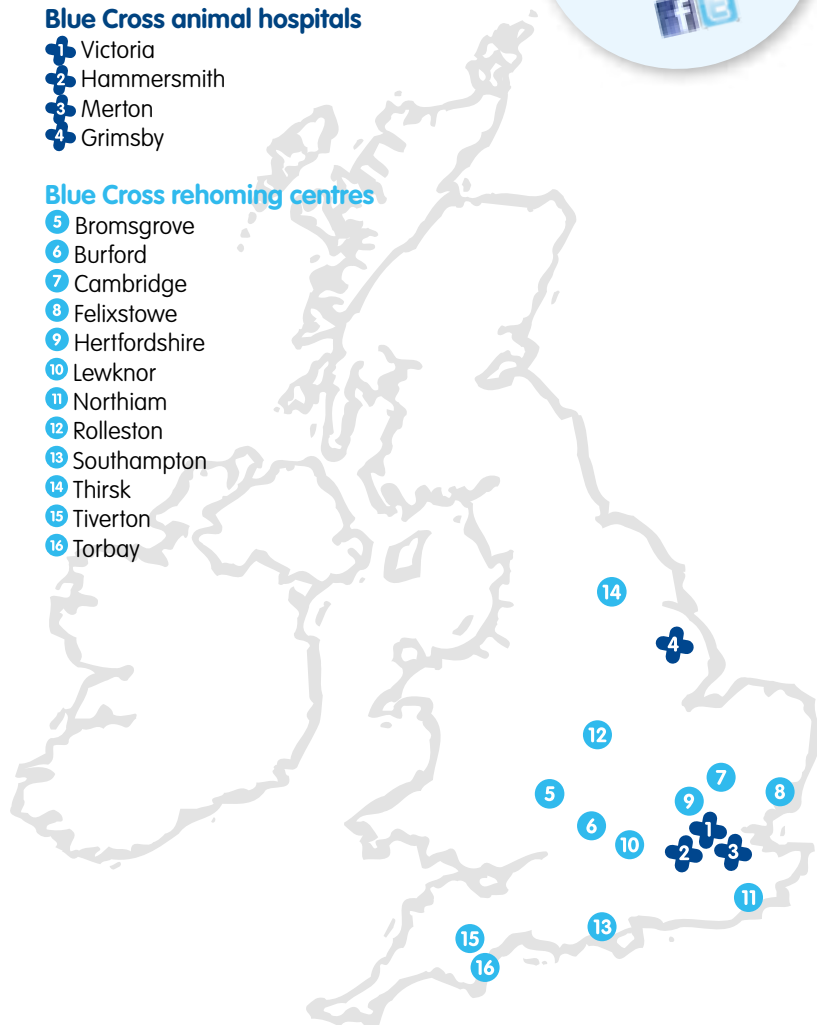 Blue Cross animal hospitals
1 Victoria
2 Hammersmith
3 Merton
4 Grimsby
Blue Cross rehoming centres
5 Bromsgrove
6 Burford
7 Cambridge
8 Felixstowe
9 Hertfordshire
10 Lewknor
11 Northiam
12 Rolleston
13 Southampton
14 Thirsk
15 Tiverton
16 Torbay
14
4
12
7
5
9
8
6
1
10
2
3
11
13
15
16